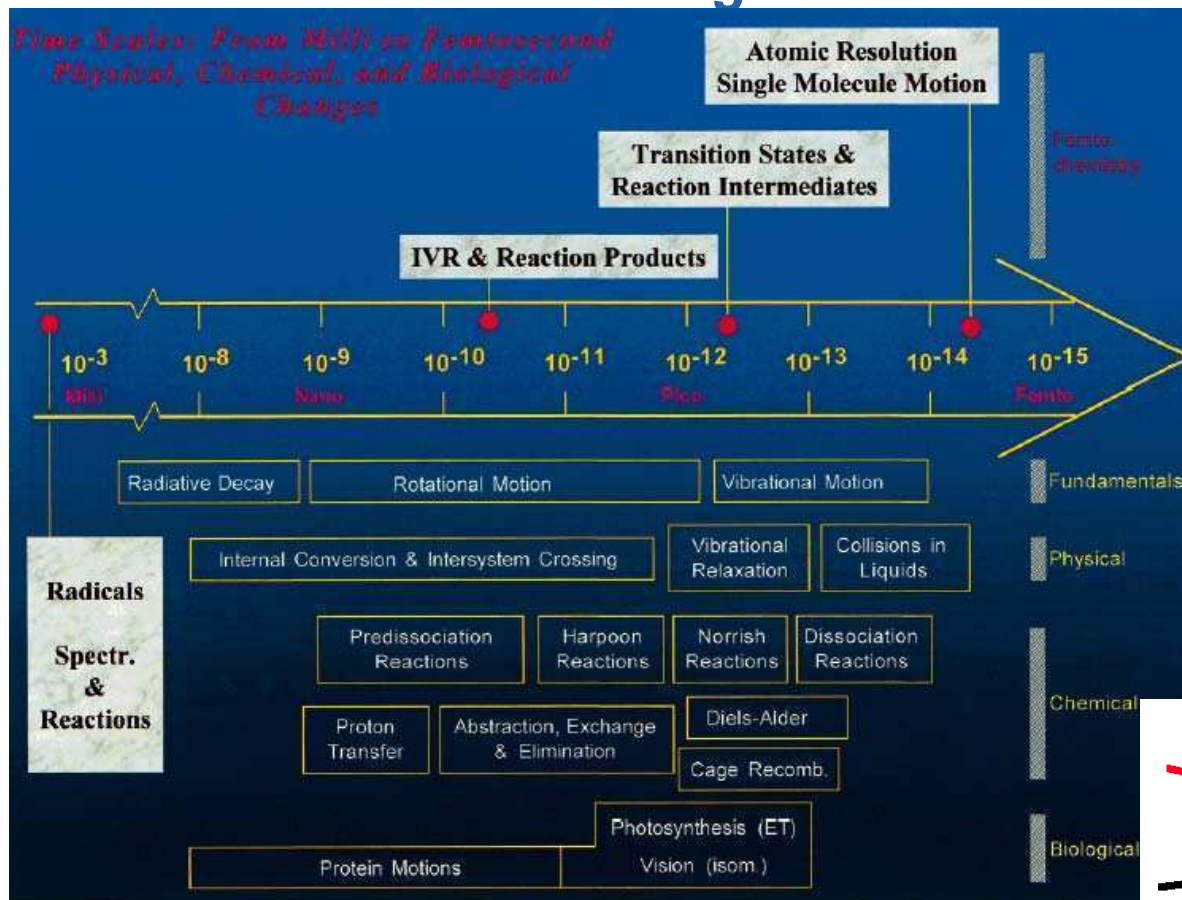 Time Scales: From Milli to Femtosecond
Physical, Chemical, and Biological
Changes
Atomic Resolution
Single Molecule Motion
Transition States &
Reaction Intermediates
IVR & Reaction Products
Femto
chemistry
10-3 10-8 10-9 10-10 10-11 10-12 10-13 10-14 10-15
Milli Nano Pico Femto
Radiative Decay Rotational Motion Vibrational Motion Fundamentals
Internal Conversion & Intersystem Crossing
Vibrational
Relaxation
Collisions in
Liquids
Physical
Radicals
Spectr.
&
Reactions
Predissociation
Reactions
Harpoon
Reactions
Norrish
Reactions
Dissociation
Reactions
Proton
Transfer
Abstraction, Exchange
& Elimination
Diels-Alder
Cage Recomb.
Chemical
Photosynthesis (ET)
Vision (isom.)
Protein Motions
Biological